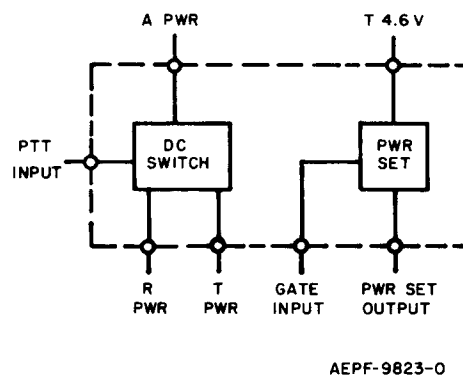 A PWR
T 4.6 V
PTT
INPUT
DC
SWITCH
PWR
SET
R
PWR
T
PWR
GATE
INPUT
PWR SET
OUTPUT
AEPF-9823-0